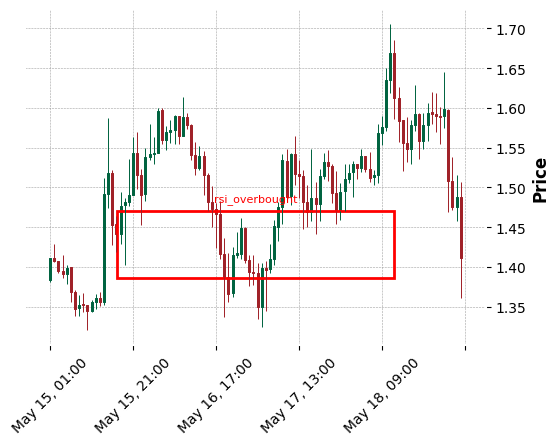 1.70
1.65
1.60
1.55
1.50
1.45
1.40
1.35
Price
rsi_overbought
May 15, 01:00
May 15, 21:00
May 16, 17:00
May 17, 13:00
May 18, 09:00